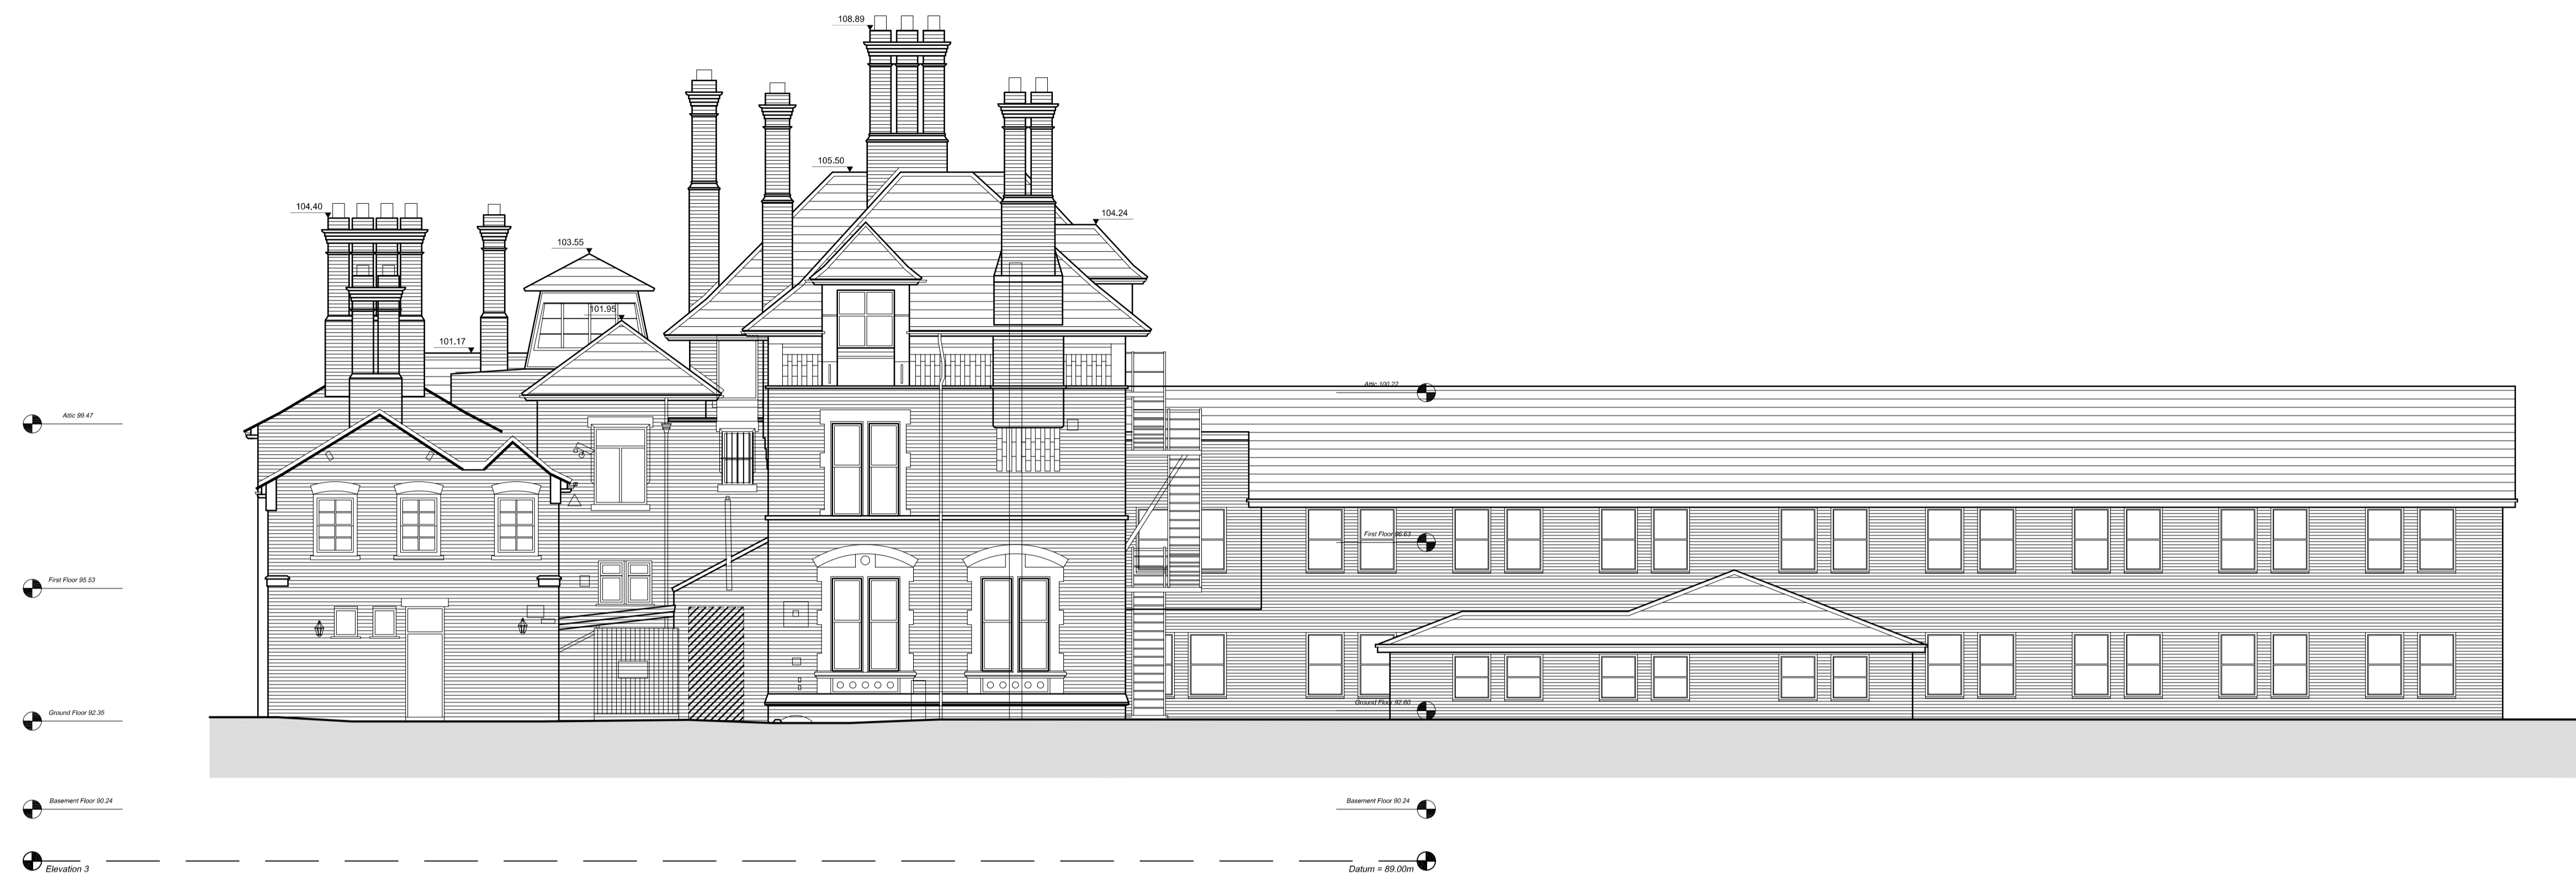 108.89
105.50
104.40
104.24
103.55
101.95
101.17
Attic 100.22
Attic 99.47
First Floor 96.63
First Floor 95.53
Ground Floor 92.60
Ground Floor 92.35
Basement Floor 90.24
Basement Floor 90.24
Elevation 3
Datum = 89.00m